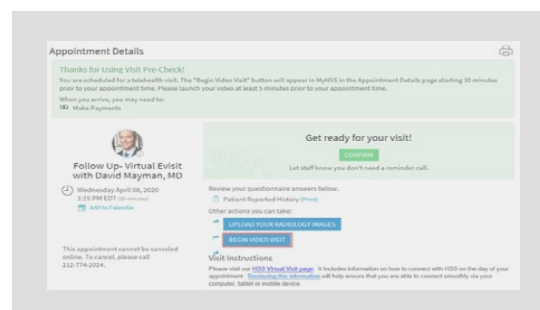 Appointment Details
Thanks for Using Visit Pre-Check!
You are scheduled for a telehealth visit. The "Begin Video Visit" button will appear in MyHSS in the Appointment Details page starting 30 minutes
prior to your appointment time. Please launch your video at least 5 minutes prior to your appointment time.
When you arrive, you may need to:
Make Payments
Get ready for your visit!
CONFIRM
Let staff know you don't need a reminder call.
Follow Up- Virtual Evisit
with David Mayman, MD
Wednesday April 08, 2020
1:15 PM EDT (30 minutes)
Add to Calendar
This appointment cannot be canceled
online. To cancel, please call
212-774-2024.
Review your questionnaire answers below.
Patient Reported History (Print)
Other actions you can take:
UPLOAD YOUR RADIOLOGY IMAGES
BEGIN VIDEO VISIT
Visit Instructions
Please visit our HSS Virtual Visit page. It includes information on how to connect with HSS on the day of your
appointment. Reviewing this information will help ensure that you are able to connect smoothly via your
computer, tablet or mobile device.